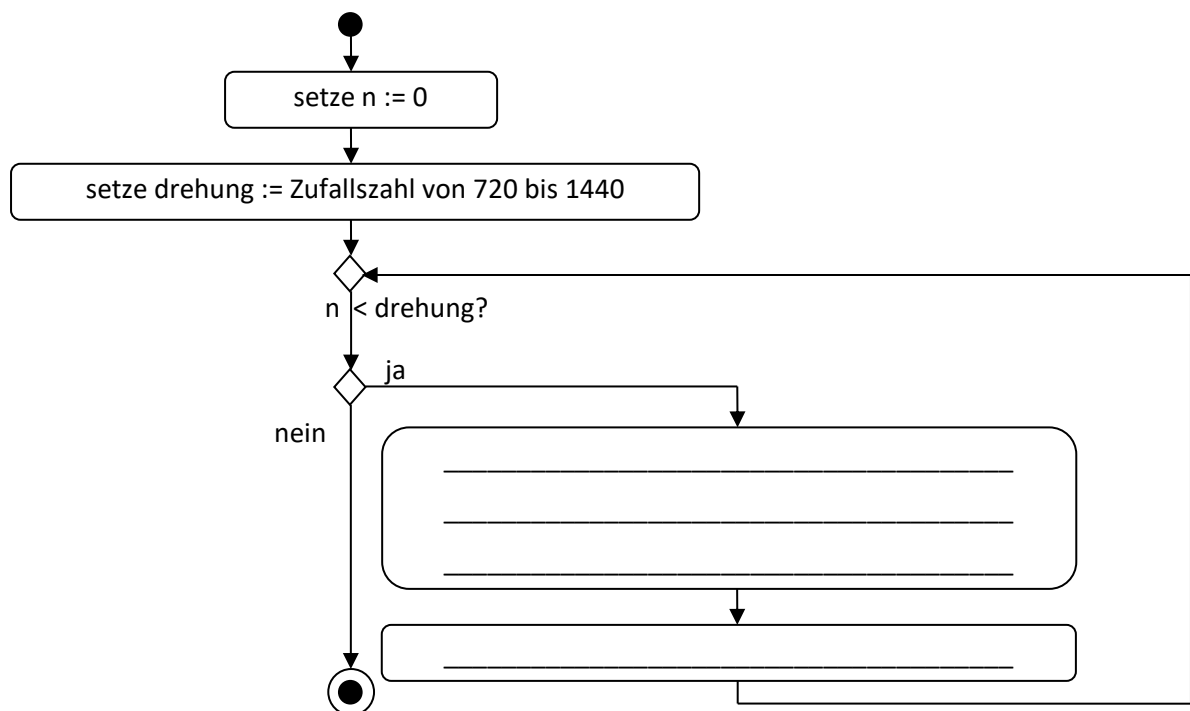 setze n := 0
setze drehung := Zufallszahl von 720 bis 1440
n < drehung?
ja
nein